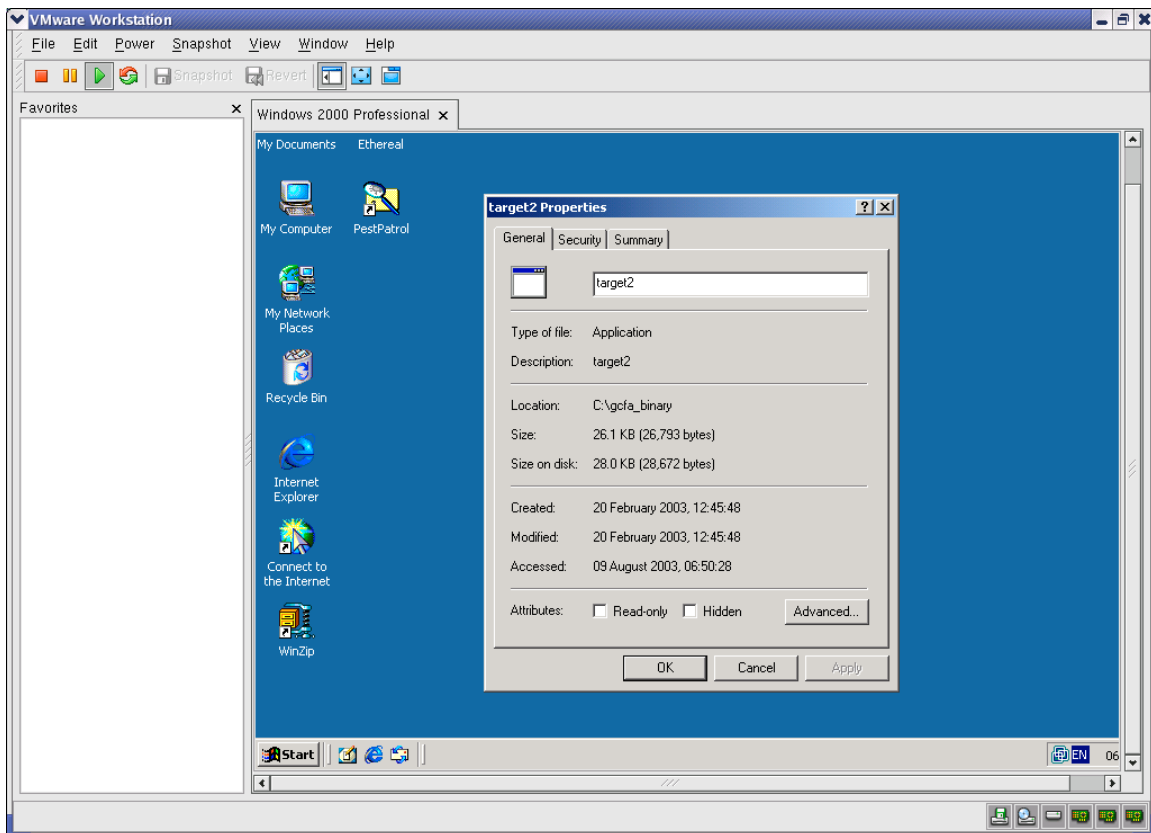 VMware Workstation
File Edit Power Snapshot View Window Help
Snapshot Revert
Favorites
Windows 2000 Professional
My Documents Ethereal
My Computer PestPatrol
My Network
Places
Recycle Bin
Internet
Explorer
Connect to
the Internet
WinZip
target2 Properties
General Security Summary
target2
Type of file: Application
Description: target2
Location: C:\gcfa_binary
Size: 26.1 KB (26,793 bytes)
Size on disk: 28.0 KB (28,672 bytes)
Created: 20 February 2003, 12:45:48
Modified: 20 February 2003, 12:45:48
Accessed: 09 August 2003, 06:50:28
Attributes: Read-only Hidden Advanced...
OK Cancel Apply
Start EN 06